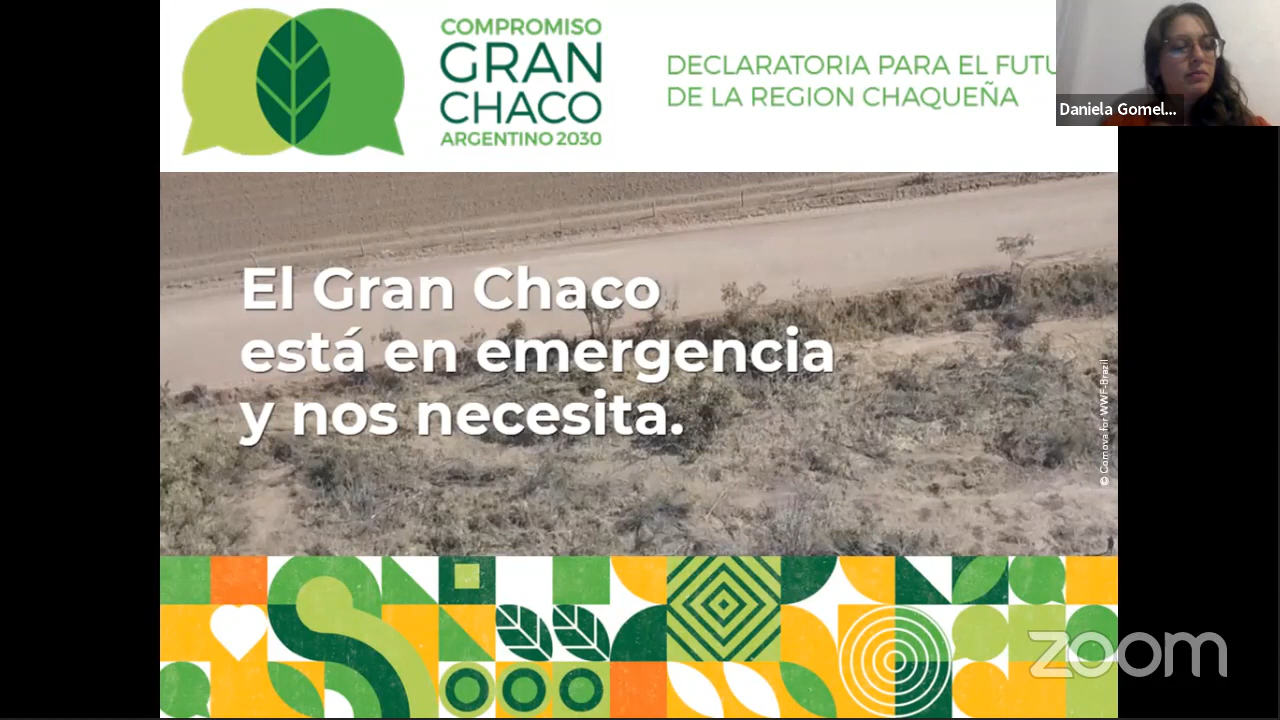 COMPROMISO
GRAN
CHACO
ARGENTINO 2030
DECLARATORIA PARA EL FUTU
DE LA REGION CHAQUEÑA
Daniela Gomel...
El Gran Chaco
está en emergencia
y nos necesita.
© Comova for WWF-Brazil
zoom